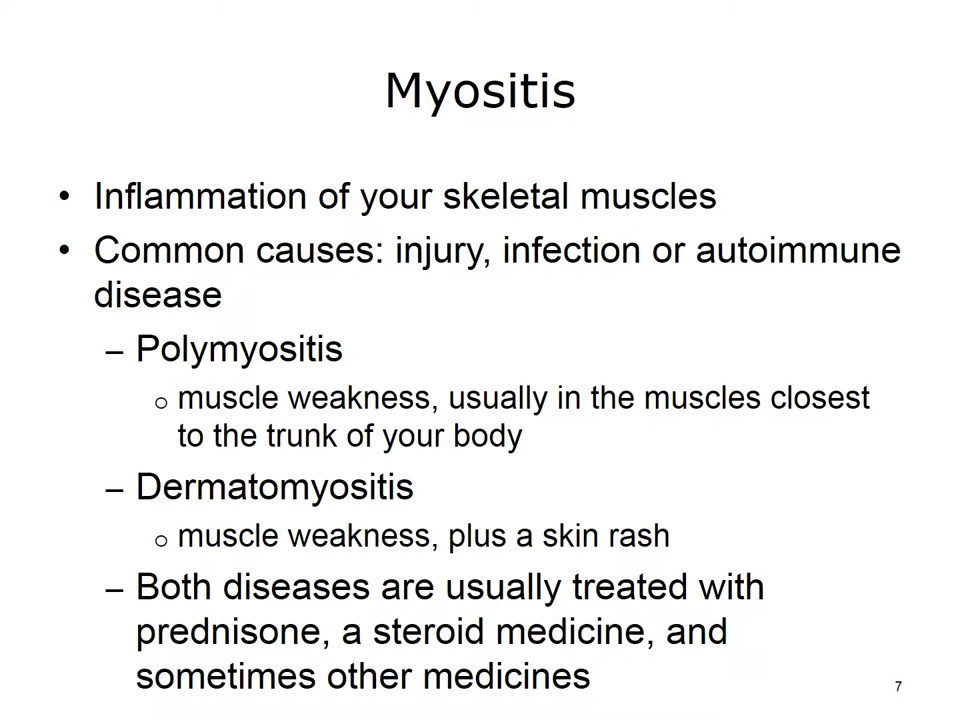 Myositis
• Inflammation of your skeletal muscles
• Common causes: injury, infection or autoimmune
disease
– Polymyositis
o muscle weakness, usually in the muscles closest
to the trunk of your body
– Dermatomyositis
o muscle weakness, plus a skin rash
– Both diseases are usually treated with
prednisone, a steroid medicine, and
sometimes other medicines
7